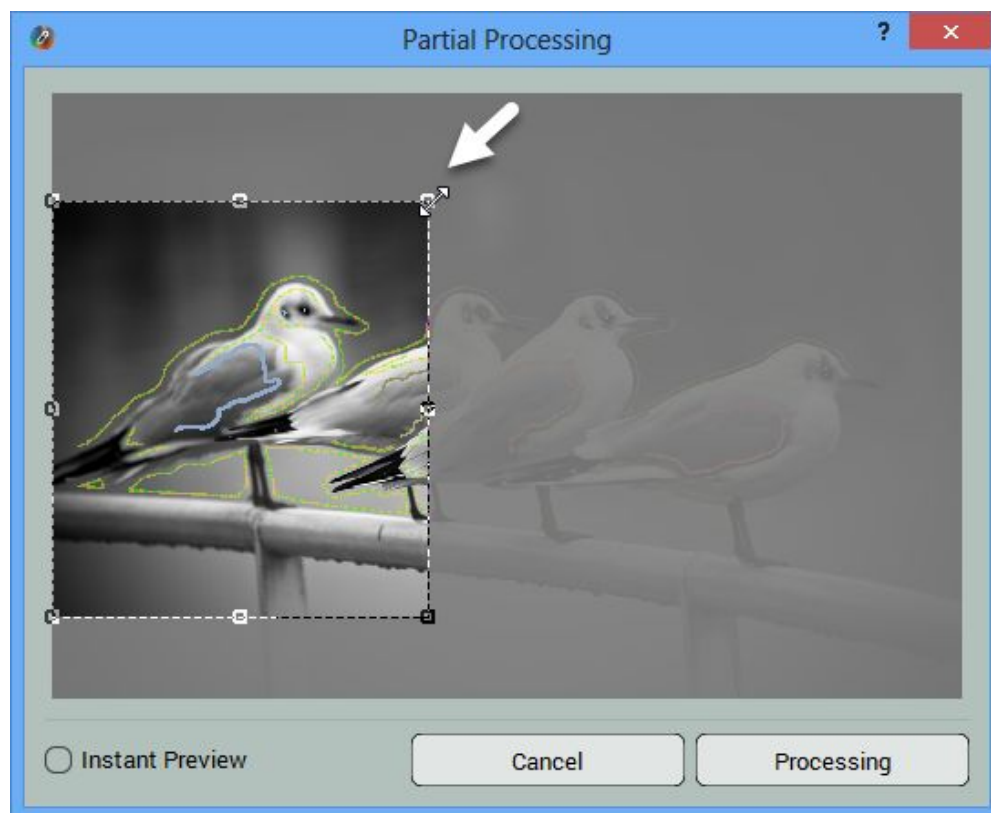 Partial Processing
?
Instant Preview
Cancel
Processing